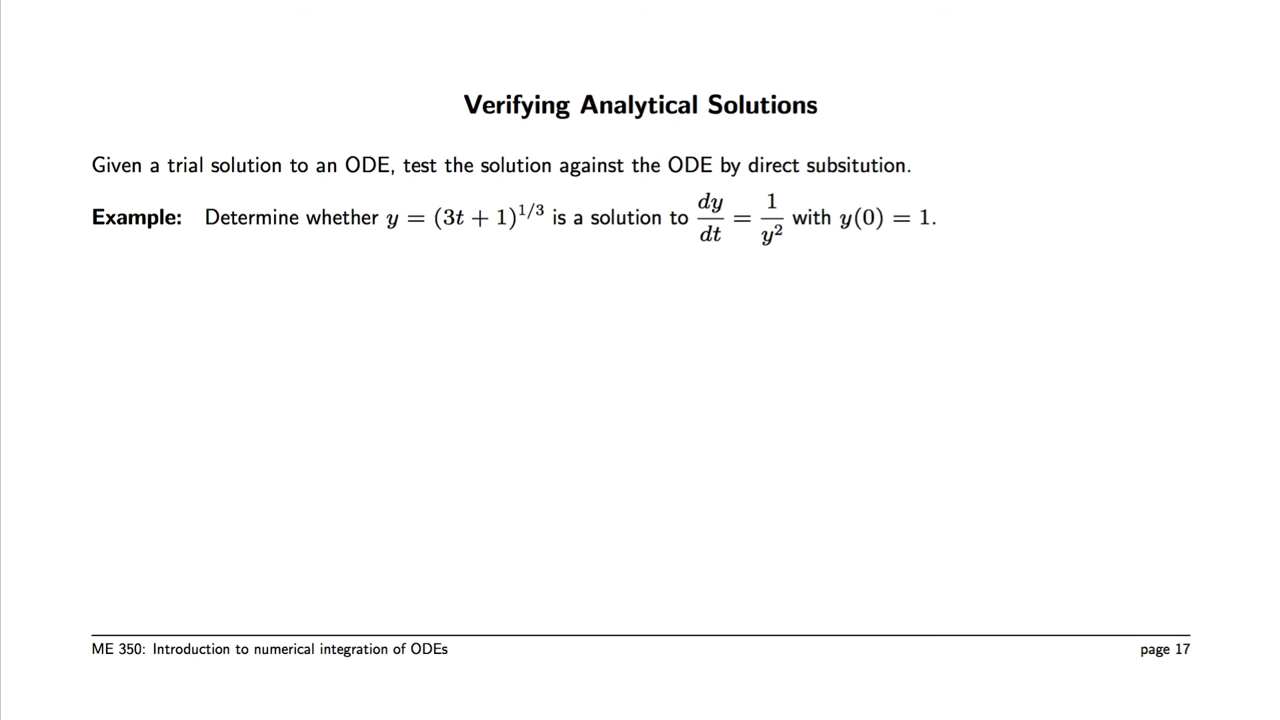 Verifying Analytical Solutions
Given a trial solution to an ODE, test the solution against the ODE by direct subsitution.
Example: Determine whether y = (3t + 1)^{1/3} is a solution to \frac{dy}{dt} = \frac{1}{y^2} with y(0) = 1.
ME 350: Introduction to numerical integration of ODEs page 17